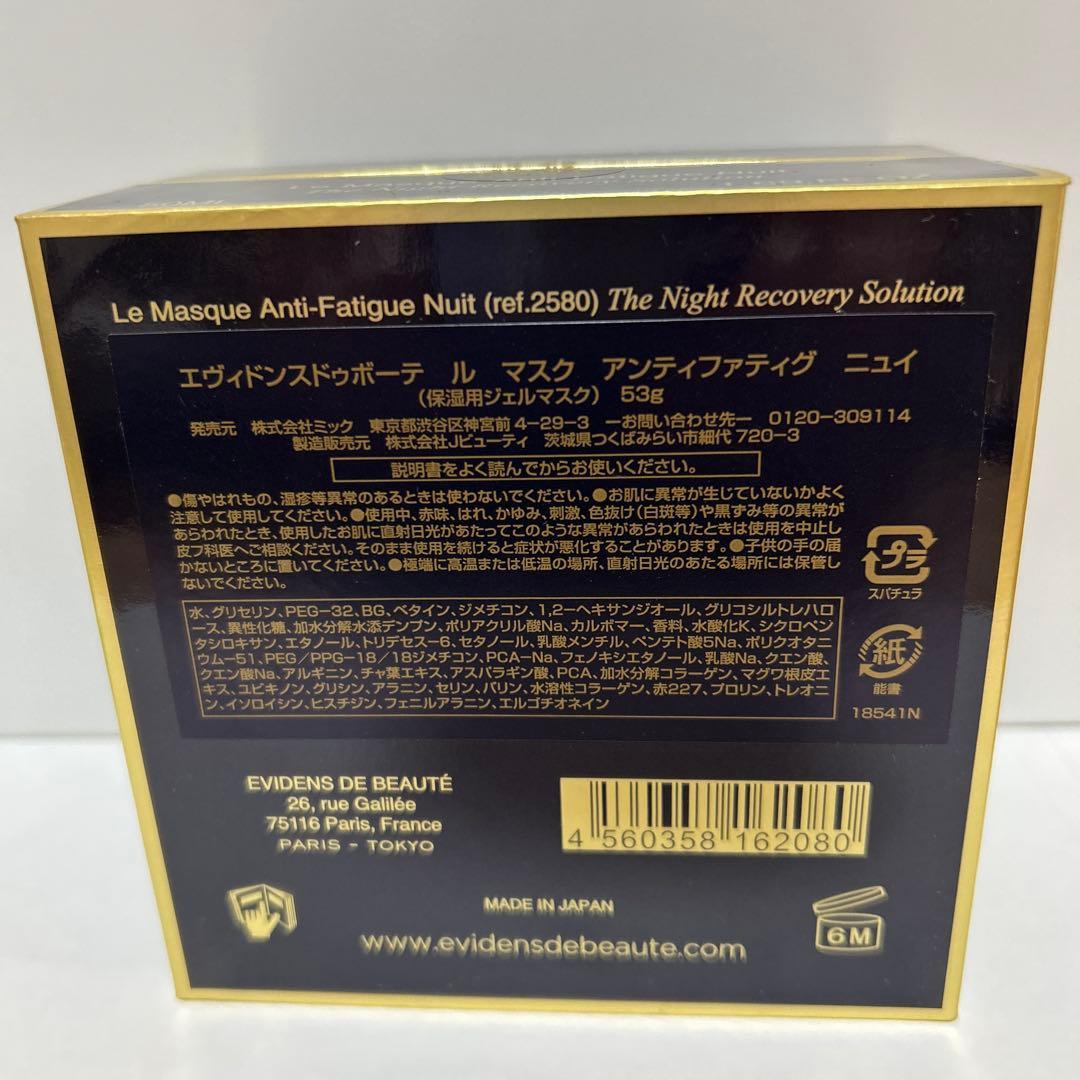 50ML
Le Masque Anti-Fatigue Nuit (ref.2580) The Night Recovery Solution
エヴィドンスドゥボーテ ル マスク アンティファティグ ニュイ
（保湿用ジェルマスク） 53g
発売元 株式会社ミック 東京都渋谷区神宮前4-29-3 ーお問い合わせ先ー 0120-309114
製造販売元 株式会社Jビューティ 茨城県つくばみらい市細代720-3
説明書をよく読んでからお使いください。
●傷やはれもの、湿疹等異常のあるときは使わないでください。●お肌に異常が生じていないかよく
注意して使用してください。●使用中、赤味、はれ、かゆみ、刺激、色抜け(白斑等)や黒ずみ等の異常が
あらわれたとき、使用したお肌に直射日光があたってこのような異常があらわれたときは使用を中止し
皮フ科医へご相談ください。そのまま使用を続けると症状が悪化することがあります。●子供の手の届
かないところに置いてください。●極端に高温または低温の場所、直射日光のあたる場所には保管し
ないでください。
プラ
スパチュラ
水、グリセリン、PEG-32、BG、ベタイン、ジメチコン、1,2-ヘキサンジオール、グリコシルトレハロ
ース、異性化糖、加水分解水添デンプン、ポリアクリル酸Na、カルボマー、香料、水酸化K、シクロペン
タシロキサン、エタノール、トリデセス-6、セタノール、乳酸メンチル、ペンテト酸5Na、ポリクオタニ
ウム-51、PEG／PPG-18／18ジメチコン、PCA-Na、フェノキシエタノール、乳酸Na、クエン酸、
クエン酸Na、アルギニン、チャ葉エキス、アスパラギン酸、PCA、加水分解コラーゲン、マグワ根皮エ
キス、ユビキノン、グリシン、アラニン、セリン、バリン、水溶性コラーゲン、赤227、プロリン、トレオニ
ン、イソロイシン、ヒスチジン、フェニルアラニン、エルゴチオネイン
紙
能書
18541N
EVIDENS DE BEAUTÉ
26, rue Galilée
75116 Paris, France
PARIS - TOKYO
4 560358 162080
MADE IN JAPAN
www.evidensdebeaute.com
6M